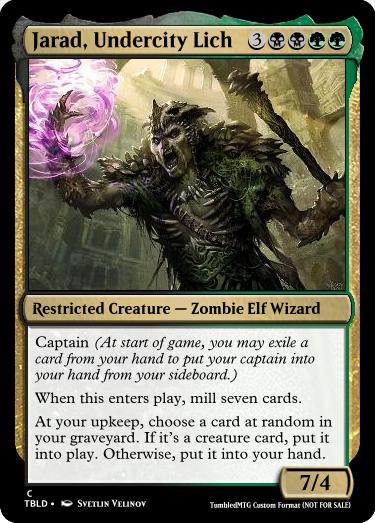 Jarad, Undercity Lich 3
Restricted Creature — Zombie Elf Wizard
Captain (At start of game, you may exile a
card from your hand to put your captain into
your hand from your sideboard.)
When this enters play, mill seven cards.
At your upkeep, choose a card at random in
your graveyard. If it's a creature card, put it
into play. Otherwise, put it into your hand.
7/4
C
TBLD • Svetlin Velinov
TumbledMTG Custom Format (NOT FOR SALE)